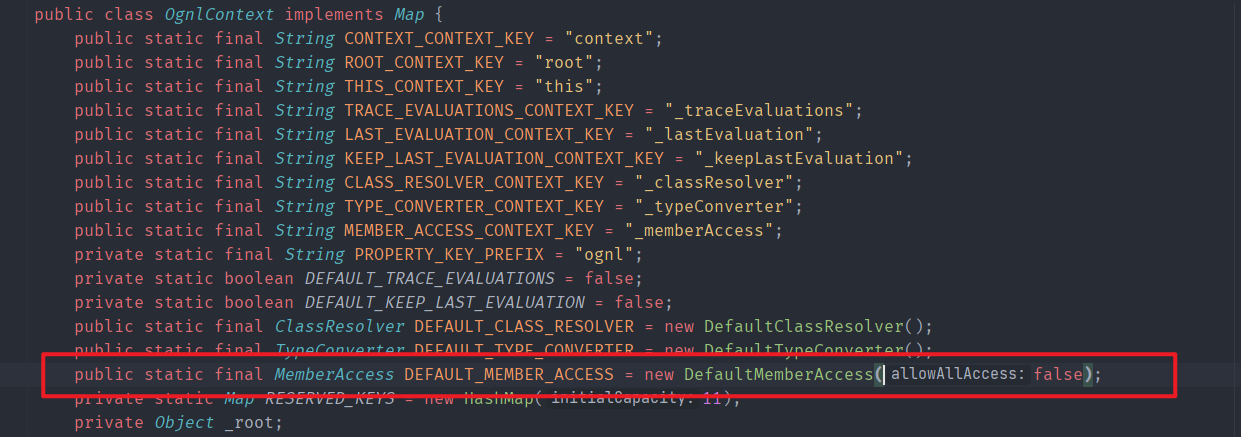 public class OgnlContext implements Map {
public static final String CONTEXT_CONTEXT_KEY = "context";
public static final String ROOT_CONTEXT_KEY = "root";
public static final String THIS_CONTEXT_KEY = "this";
public static final String TRACE_EVALUATIONS_CONTEXT_KEY = "_traceEvaluations";
public static final String LAST_EVALUATION_CONTEXT_KEY = "_lastEvaluation";
public static final String KEEP_LAST_EVALUATION_CONTEXT_KEY = "_keepLastEvaluation";
public static final String CLASS_RESOLVER_CONTEXT_KEY = "_classResolver";
public static final String TYPE_CONVERTER_CONTEXT_KEY = "_typeConverter";
public static final String MEMBER_ACCESS_CONTEXT_KEY = "_memberAccess";
private static final String PROPERTY_KEY_PREFIX = "ognl";
private static boolean DEFAULT_TRACE_EVALUATIONS = false;
private static boolean DEFAULT_KEEP_LAST_EVALUATION = false;
public static final ClassResolver DEFAULT_CLASS_RESOLVER = new DefaultClassResolver();
public static final TypeConverter DEFAULT_TYPE_CONVERTER = new DefaultTypeConverter();
public static final MemberAccess DEFAULT_MEMBER_ACCESS = new DefaultMemberAccess( allowAllAccess: false);
private static Map RESERVED_KEYS = new HashMap( initialCapacity: 11);
private Object _root;